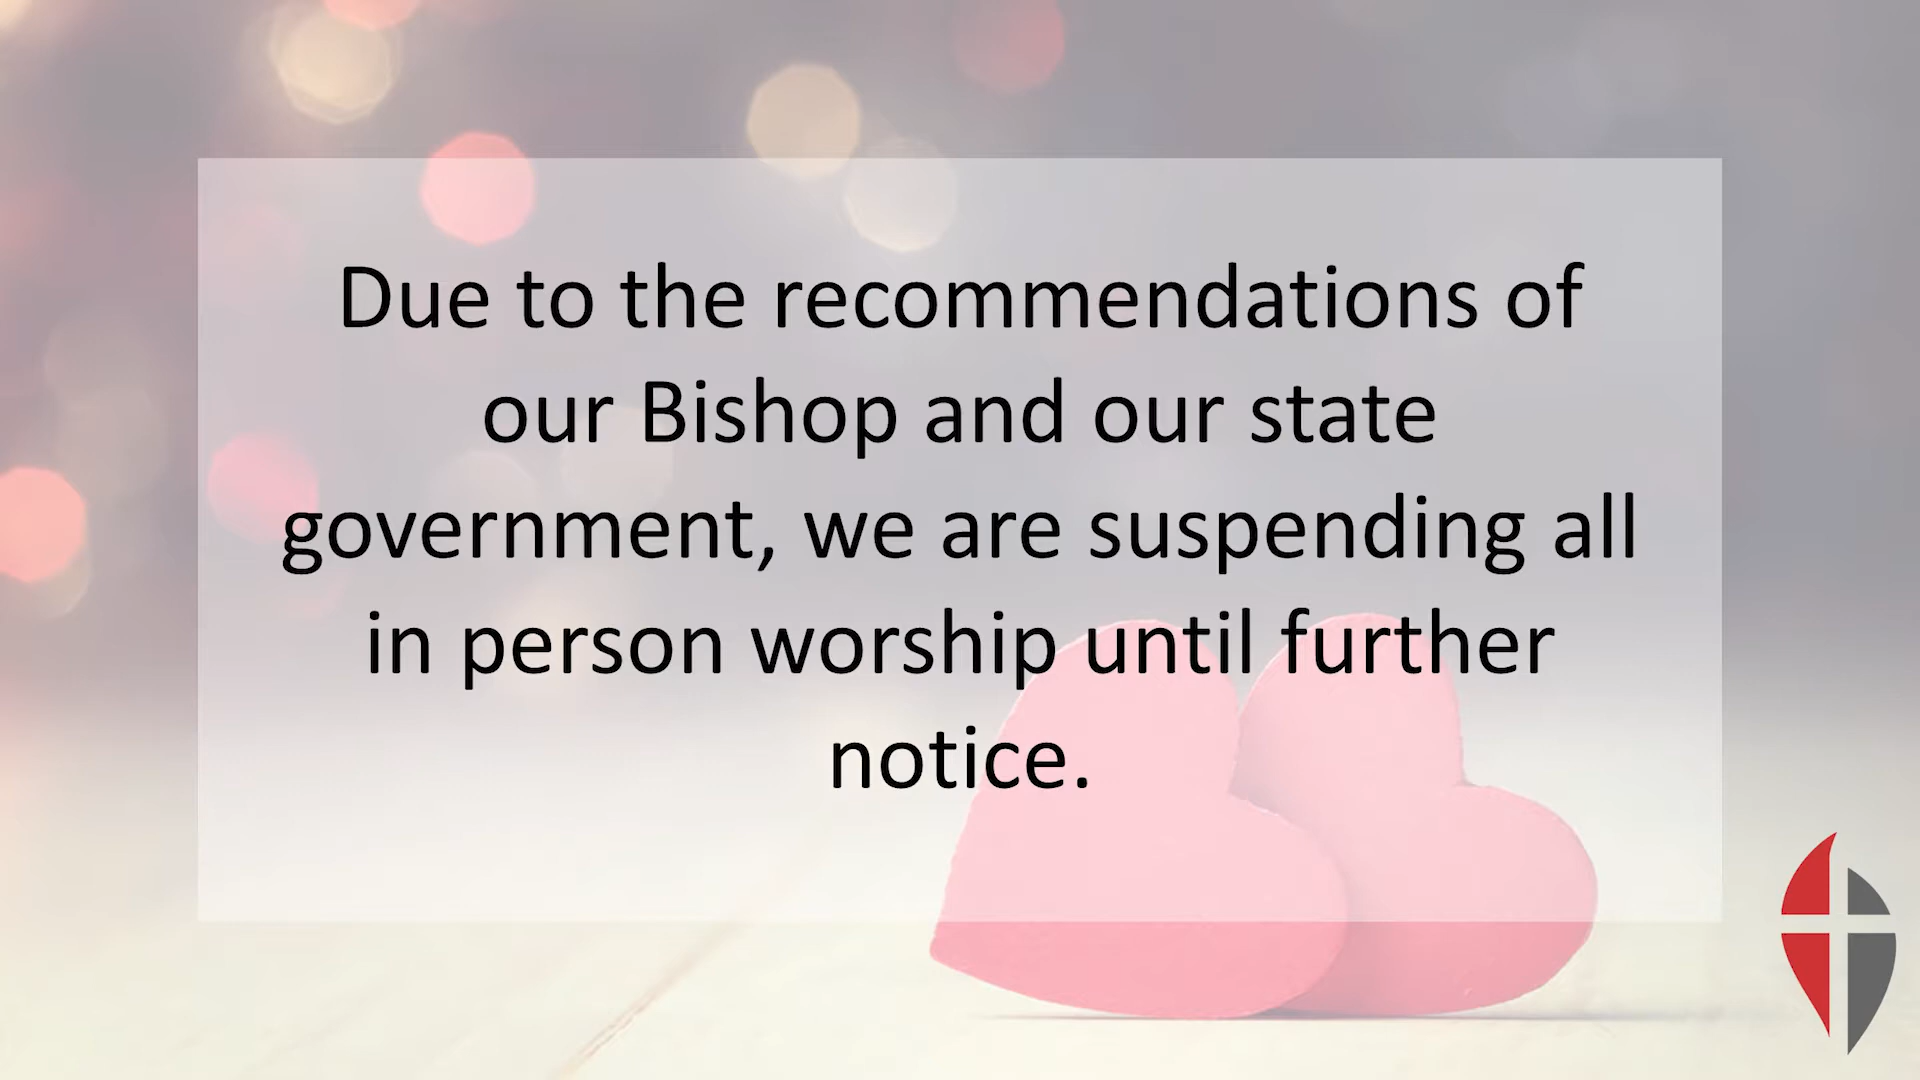 Due to the recommendations of
our Bishop and our state
government, we are suspending all
in person worship until further
notice.